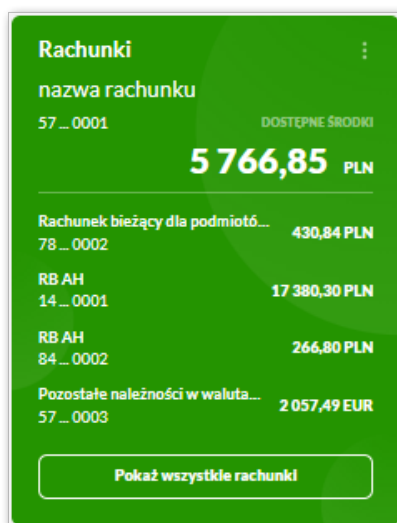 Rachunki
nazwa rachunku
57 ... 0001
DOSTĘPNE ŚRODKI
5 766,85 PLN
Rachunek bieżący dla podmiotó...
430,84 PLN
78 ... 0002
RB AH
17 380,30 PLN
14 ... 0001
RB AH
266,80 PLN
84 ... 0002
Pozostałe należności w waluta...
2 057,49 EUR
57 ... 0003
Pokaż wszystkie rachunki